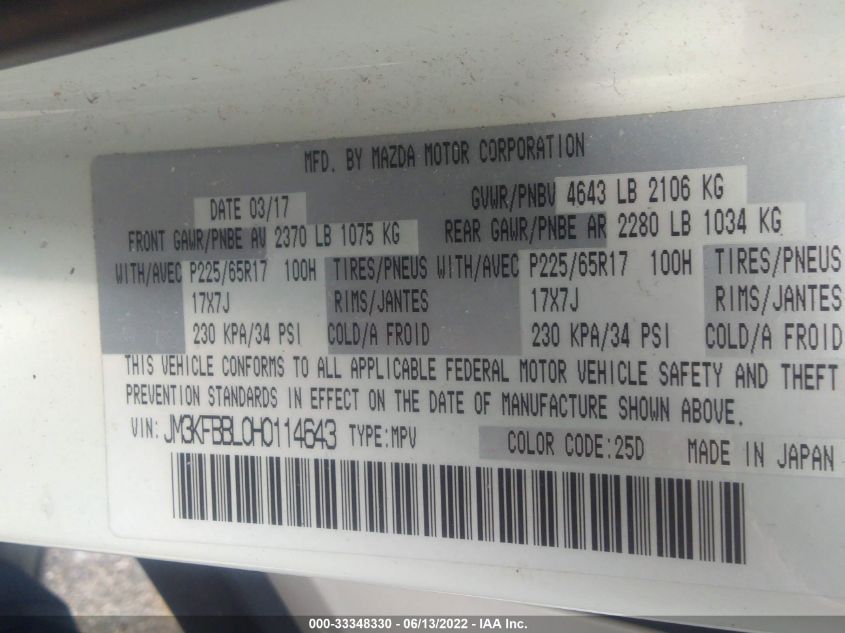 MFD. BY MAZDA MOTOR CORPORATION
DATE 03/17 GVWR/PNBV 4643 LB 2106 KG
FRONT GAWR/PNBE AV 2370 LB 1075 KG REAR GAWR/PNBE AR 2280 LB 1034 KG
WITH/AVEC P225/65R17 100H TIRES/PNEUS WITH/AVEC P225/65R17 100H TIRES/PNEUS
17X7J RIMS/JANTES 17X7J RIMS/JANTES
230 KPA/34 PSI COLD/A FROID 230 KPA/34 PSI COLD/A FROID
THIS VEHICLE CONFORMS TO ALL APPLICABLE FEDERAL MOTOR VEHICLE SAFETY AND THEFT
PREVENTION STANDARDS IN EFFECT ON THE DATE OF MANUFACTURE SHOWN ABOVE.
VIN: JM3KFBBL0H0114643 TYPE:MPV COLOR CODE:25D MADE IN JAPAN
000-33348330 - 06/13/2022 - IAA Inc.